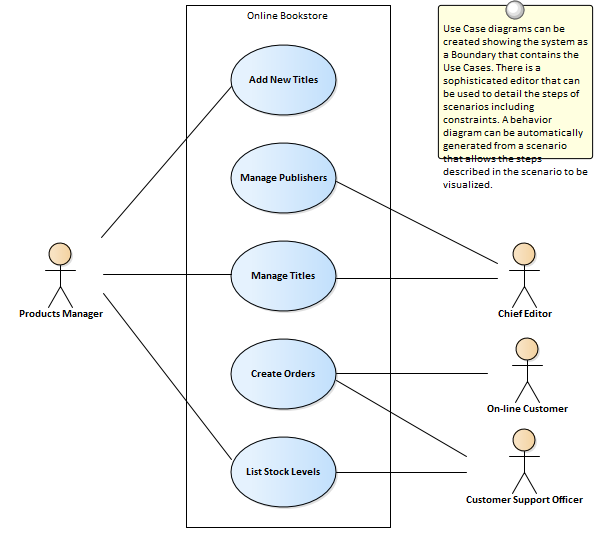 Online Bookstore
Use Case diagrams can be
created showing the system as
a Boundary that contains the
Use Cases. There is a
sophisticated editor that can
be used to detail the steps of
scenarios including
constraints. A behavior
diagram can be automatically
generated from a scenario
that allows the steps
described in the scenario to be
visualized.
Add New Titles
Manage Publishers
Manage Titles
Products Manager
Chief Editor
Create Orders
On-line Customer
List Stock Levels
Customer Support Officer